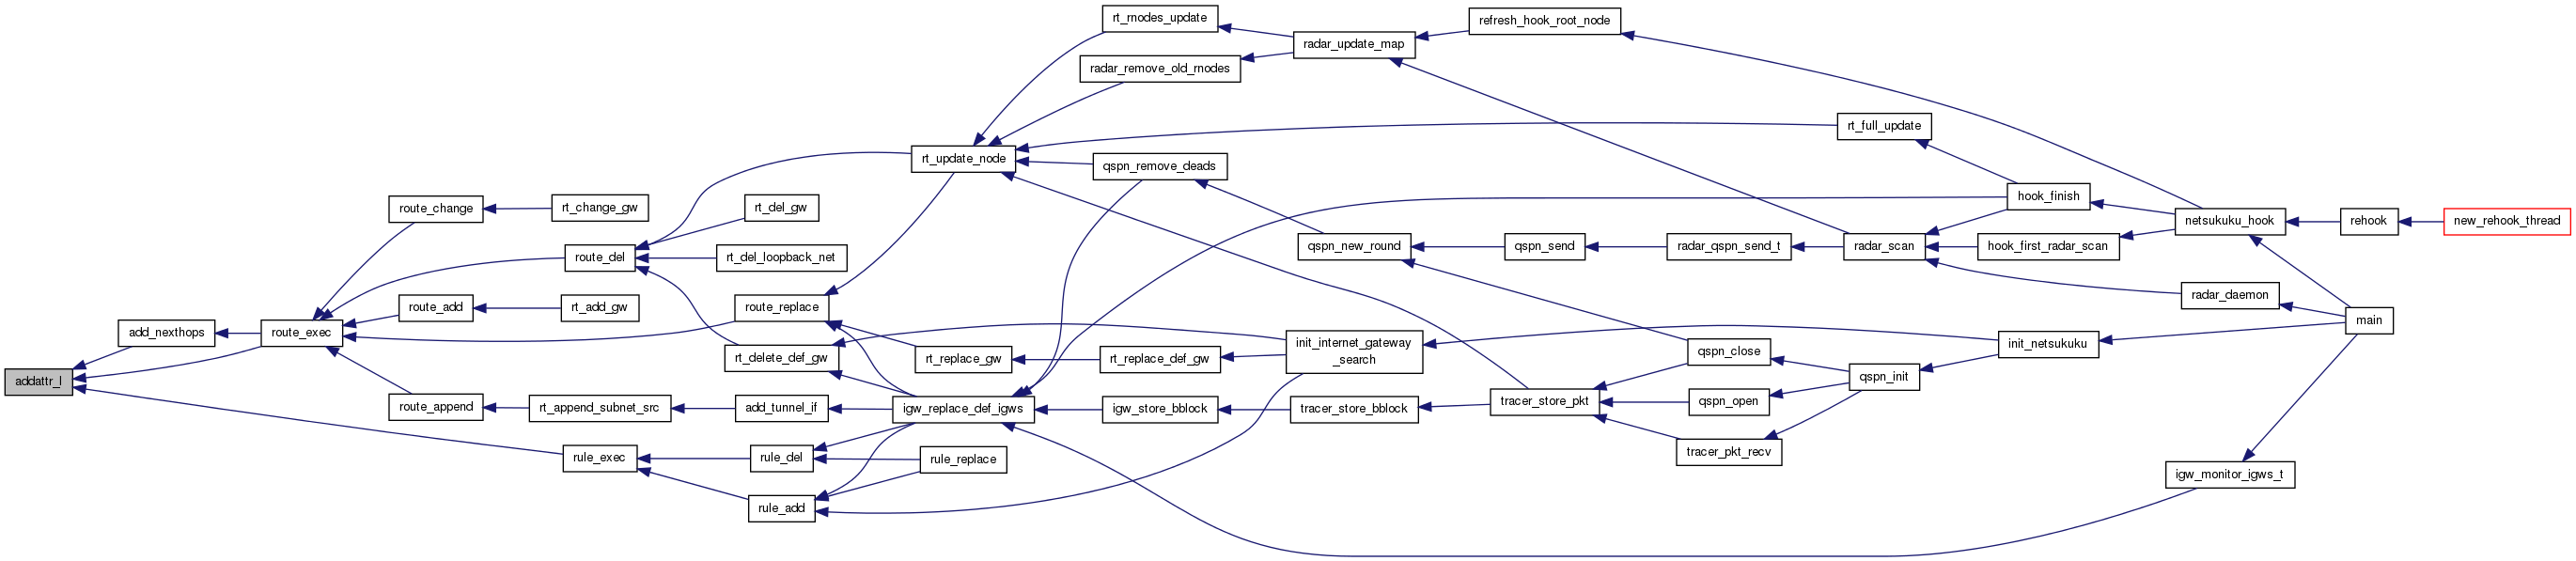 addattr_l
add_nexthops
route_exec
route_change
rt_change_gw
route_del
route_add
rt_add_gw
route_append
rt_append_subnet_src
rule_exec
rt_del_gw
rt_del_loopback_net
route_replace
rt_delete_def_gw
add_tunnel_if
rule_del
rule_add
rt_update_node
rt_replace_gw
igw_replace_def_igws
rule_replace
rt_rnodes_update
radar_remove_old_rnodes
qspn_remove_deads
rt_replace_def_gw
igw_store_bblock
radar_update_map
qspn_new_round
init_internet_gateway
_search
tracer_store_bblock
refresh_hook_root_node
qspn_send
tracer_store_pkt
radar_qspn_send_t
qspn_close
qspn_open
tracer_pkt_recv
rt_full_update
radar_scan
qspn_init
hook_finish
hook_first_radar_scan
init_netsukuku
netsukuku_hook
radar_daemon
igw_monitor_igws_t
rehook
main
new_rehook_thread